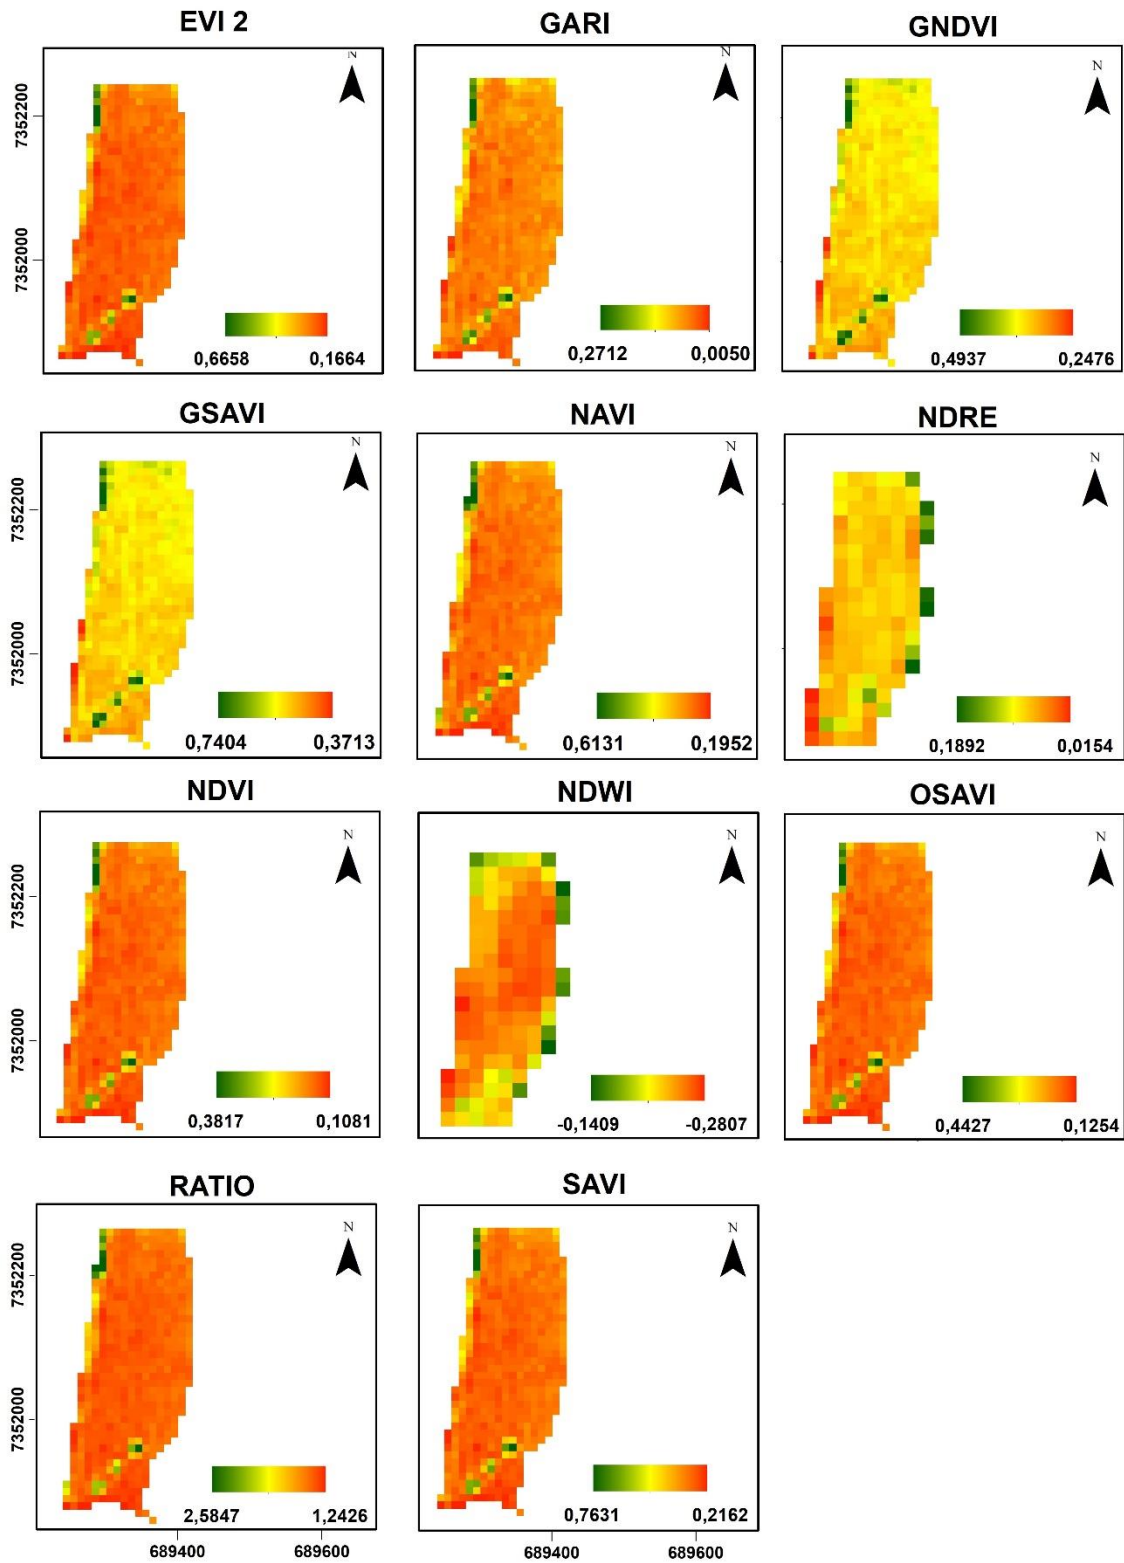 EVI 2
GARI
GNDVI
N
N
N
7352200
7352000
0,6658 0,1664
0,2712 0,0050
0,4937 0,2476
GSAVI
NAVI
NDRE
N
N
N
7352200
7352000
0,7404 0,3713
0,6131 0,1952
0,1892 0,0154
NDVI
NDWI
OSAVI
N
N
N
7352200
7352000
0,3817 0,1081
-0,1409 -0,2807
0,4427 0,1254
RATIO
SAVI
N
N
7352200
7352000
2,5847 1,2426
0,7631 0,2162
689400 689600
689400 689600